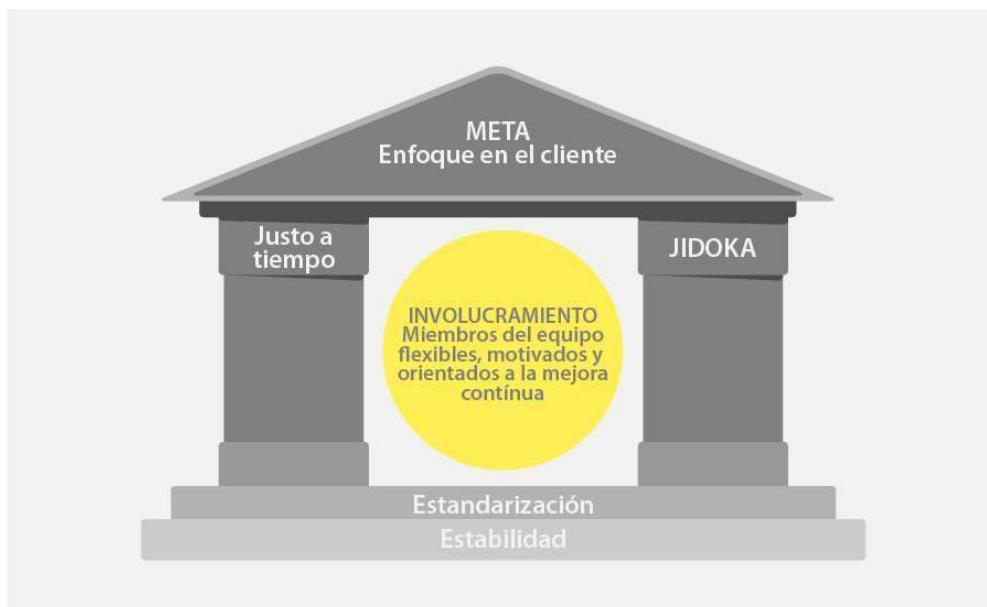 META
Enfoque en el cliente
Justo a
tiempo
JIDOKA
INVOLUCRAMIENTO
Miembros del equipo
flexibles, motivados y
orientados a la mejora
contínua
Estandarización
Estabilidad